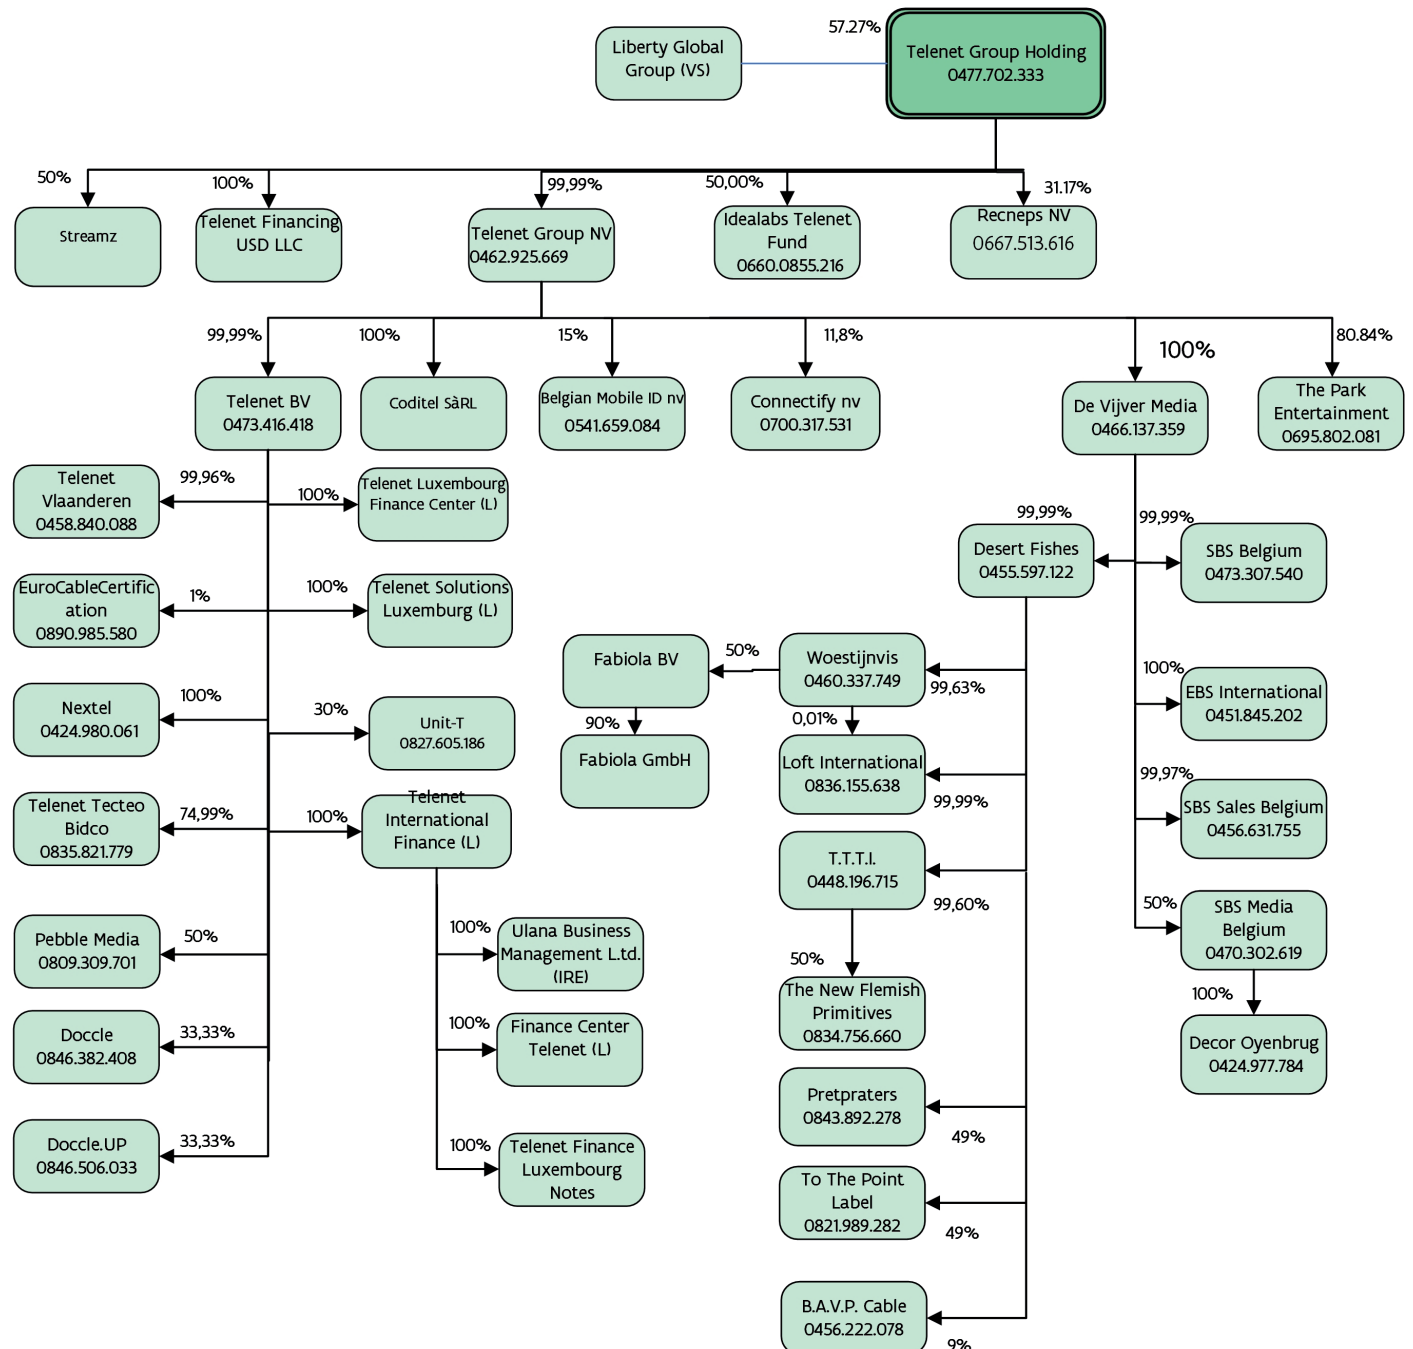 57.27%
Liberty Global
Group (VS)
Telenet Group Holding
0477.702.333
50%
100%
99,99%
50,00%
31.17%
Streamz
Telenet Financing
USD LLC
Telenet Group NV
0462.925.669
Idealabs Telenet
Fund
0660.0855.216
Recneps NV
0667.513.616
99,99%
100%
15%
11,8%
100%
80.84%
Telenet BV
0473.416.418
Coditel SàRL
Belgian Mobile ID nv
0541.659.084
Connectify nv
0700.317.531
De Vijver Media
0466.137.359
The Park
Entertainment
0695.802.081
Telenet
Vlaanderen
0458.840.088
99,96%
100%
Telenet Luxembourg
Finance Center (L)
99,99%
99,99%
Desert Fishes
0455.597.122
SBS Belgium
0473.307.540
EuroCableCertific
ation
0890.985.580
1%
100%
Telenet Solutions
Luxemburg (L)
Fabiola BV
50%
Woestijnvis
0460.337.749
99,63%
100%
EBS International
0451.845.202
Nextel
0424.980.061
100%
30%
Unit-T
0827.605.186
90%
0,01%
Fabiola GmbH
Loft International
0836.155.638
99,99%
99,97%
SBS Sales Belgium
0456.631.755
Telenet Tecteo
Bidco
0835.821.779
74,99%
100%
Telenet
International
Finance (L)
T.T.T.I.
0448.196.715
99,60%
50%
SBS Media
Belgium
0470.302.619
Pebble Media
0809.309.701
50%
100%
Ulana Business
Management L.td.
(IRE)
50%
The New Flemish
Primitives
0834.756.660
100%
Decor Oyenbrug
0424.977.784
Doccle
0846.382.408
33,33%
100%
Finance Center
Telenet (L)
Pretpraters
0843.892.278
49%
Doccle.UP
0846.506.033
33,33%
100%
Telenet Finance
Luxembourg
Notes
To The Point
Label
0821.989.282
49%
B.A.V.P. Cable
0456.222.078
9%